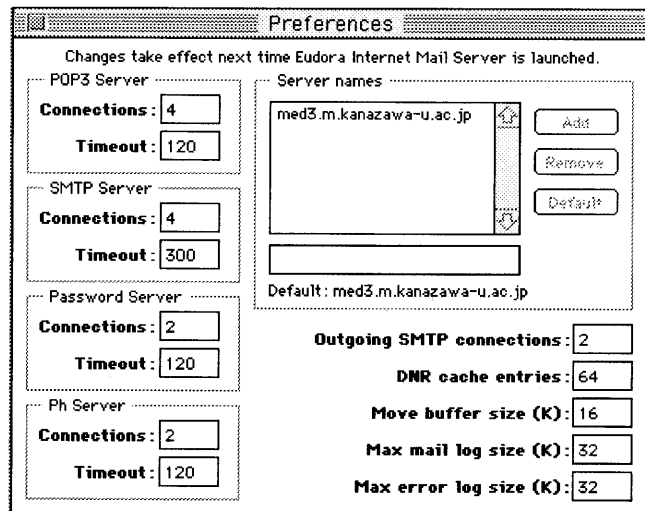 Preferences
Changes take effect next time Eudora Internet Mail Server is launched.
POP3 Server
Connections: 4
Timeout: 120
SMTP Server
Connections: 4
Timeout: 300
Password Server
Connections: 2
Timeout: 120
Ph Server
Connections: 2
Timeout: 120
Server names
med3.m.kanazawa-u.ac.jp
Add
Remove
Default
Default: med3.m.kanazawa-u.ac.jp
Outgoing SMTP connections: 2
DNR cache entries: 64
Move buffer size (K): 16
Max mail log size (K): 32
Max error log size (K): 32